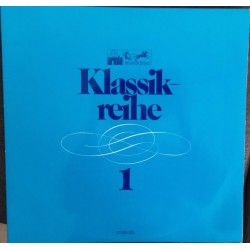 Klassik-
reihe
1